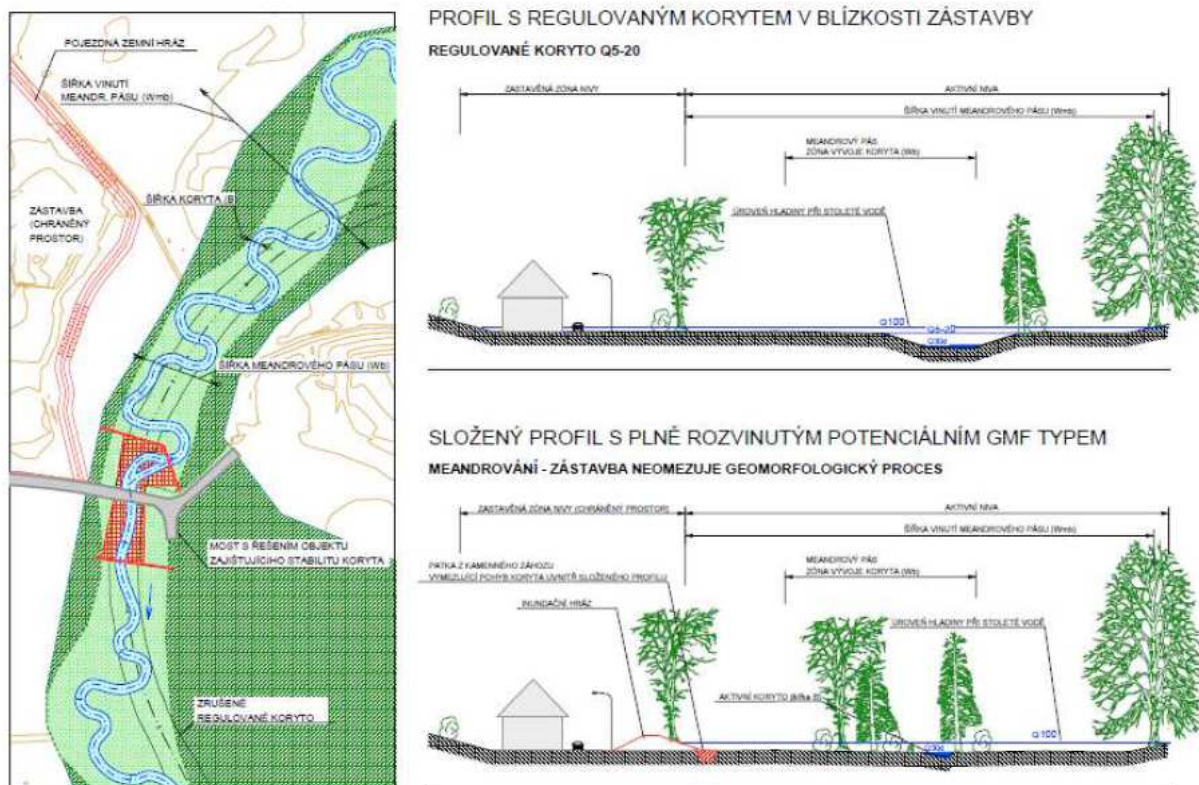 POJEZDNÁ ZEMNÍ HRÁZ
ŠÍŘKA VINUTÍ
MEANDR. PÁSU (Wmb)
ŠÍŘKA KORYTA (B)
ZÁSTAVBA
(CHRÁNĚNÝ
PROSTOR)
ŠÍŘKA MEANDROVÉHO PÁSU (Wb)
MOST S ŘEŠENÍM OBJEKTU
ZAJIŠTUJÍCIHO STABILITU KORYTA
ZRUŠENÉ
REGULOVANÉ KORYTO
PROFIL S REGULOVANÝM KORYTEM V BLÍZKOSTI ZÁSTAVBY
REGULOVANÉ KORYTO Q5-20
ZASTAVĚNÁ ZÓNA NIVY
AKTIVNÍ NIVA
ŠÍŘKA VINUTÍ MEANDROVÉHO PÁSU (Wmb)
MEANDROVÝ PÁS
ZÓNA VÝVOJE KORYTA (Wb)
ÚROVEŇ HLADINY PŘI STOLETÉ VODĚ
Q100
Q5-20
Q30d
SLOŽENÝ PROFIL S PLNĚ ROZVINUTÝM POTENCIÁLNÍM GMF TYPEM
MEANDROVÁNÍ - ZÁSTAVBA NEOMEZUJE GEOMORFOLOGICKÝ PROCES
ZASTAVĚNÁ ZÓNA NIVY (CHRÁNĚNÝ PROSTOR)
AKTIVNÍ NIVA
ŠÍŘKA VINUTÍ MEANDROVÉHO PÁSU (Wmb)
PATKA Z KAMENNÉHO ZÁHOZU
VYMEZUJÍCÍ POHYB KORYTA UVNITŘ SLOŽENÉHO PROFILU
MEANDROVÝ PÁS
ZÓNA VÝVOJE KORYTA (Wb)
INUNDAČNÍ HRÁZ
ÚROVEŇ HLADINY PŘI STOLETÉ VODĚ
AKTIVNÍ KORYTO (šířka B)
Q100
Q30d